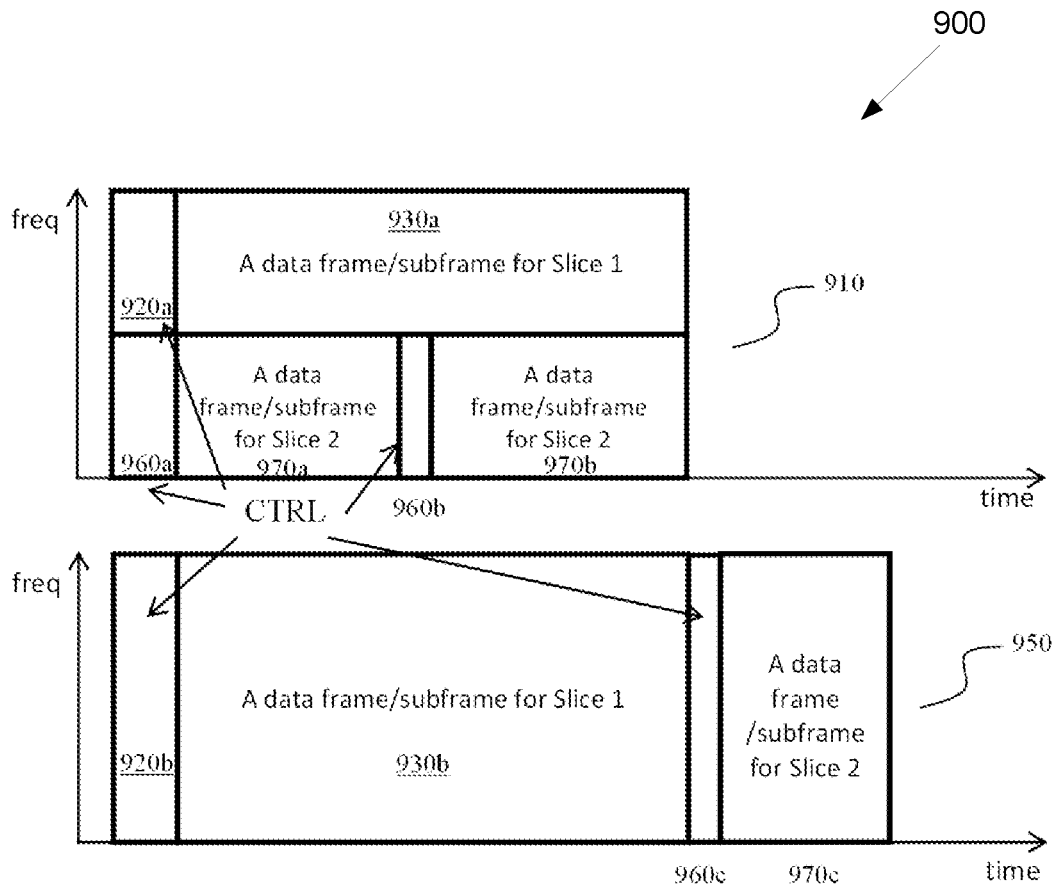 900
freq
930a
A data frame/subframe for Slice 1
920a
910
A data
frame/subframe
for Slice 2
970a
A data
frame/subframe
for Slice 2
970b
960a
time
CTRL
960b
freq
950
A data frame/subframe for Slice 1
930b
920b
A data
frame
/subframe
for Slice 2
960c
970c
time